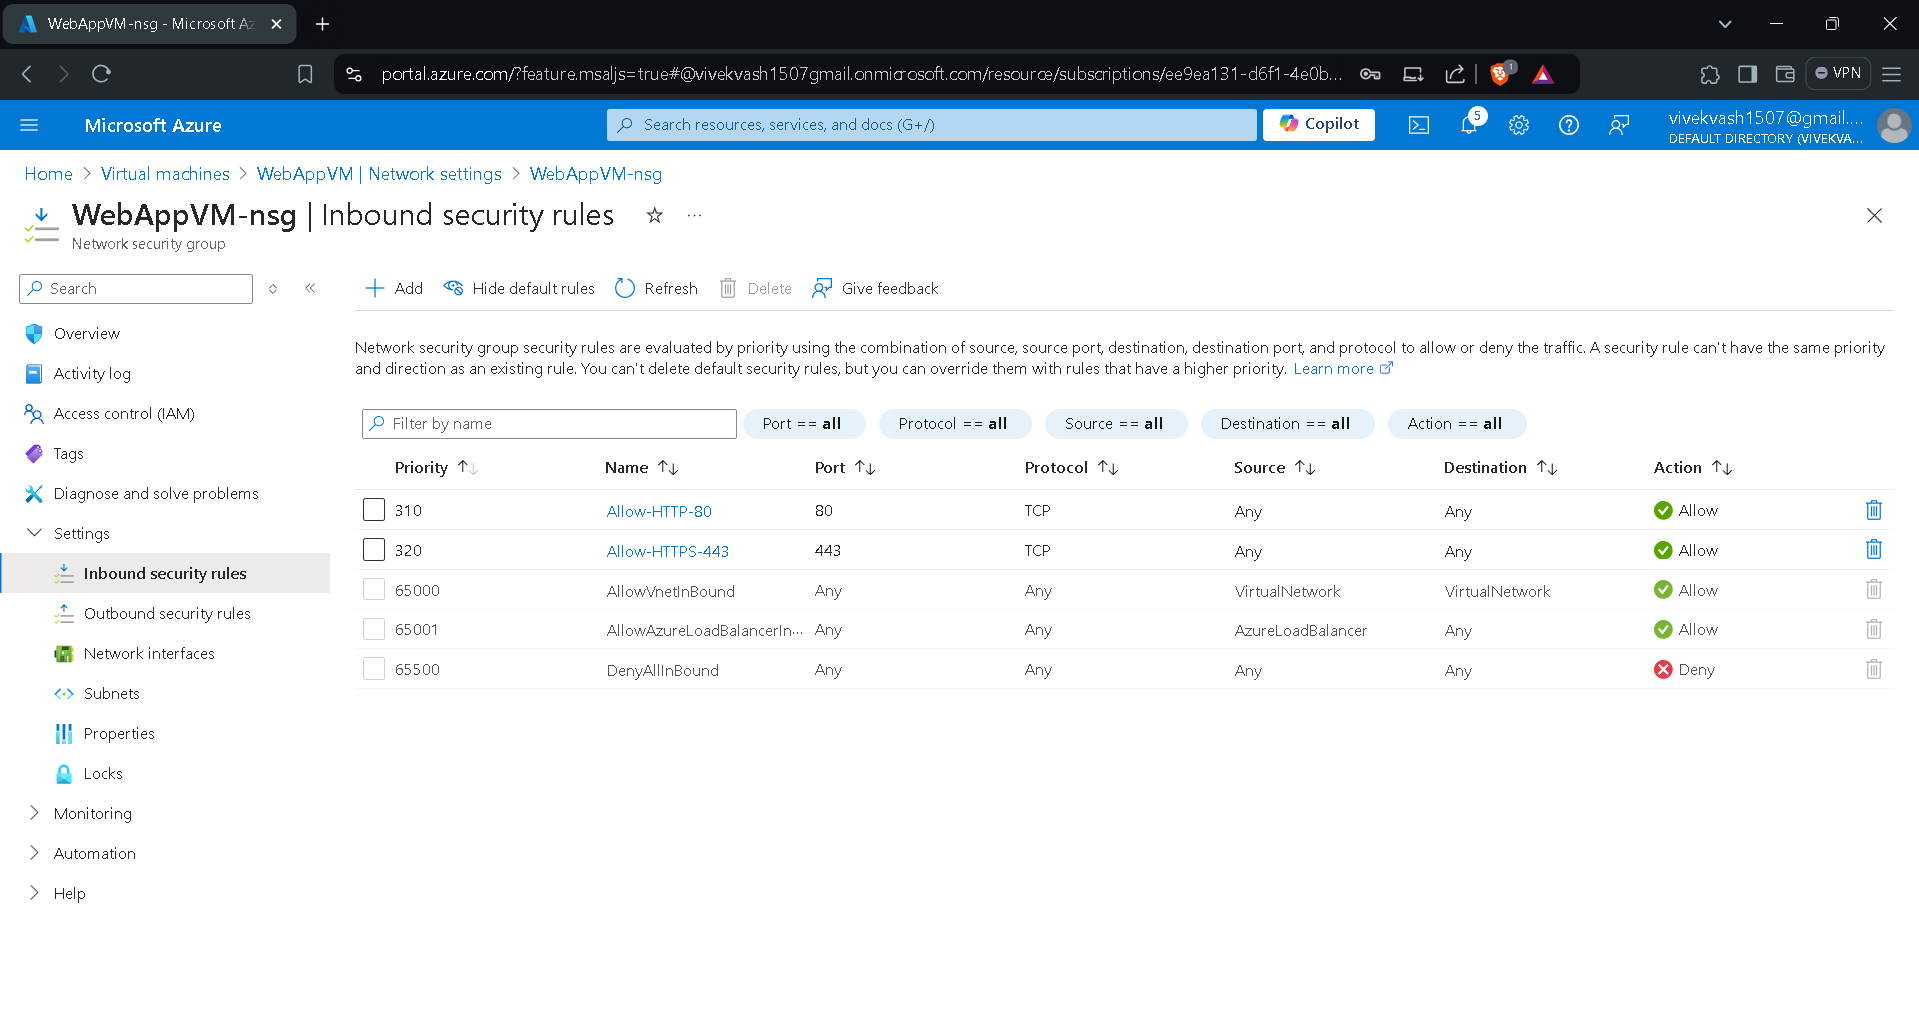 WebAppVM-nsg - Microsoft Az
portal.azure.com/?feature.msaljs=true#@vivekvash1507gmail.onmicrosoft.com/resource/subscriptions/ee9ea131-d6f1-4e0b...
1
VPN
Microsoft Azure
Search resources, services, and docs (G+/)
Copilot
5
vivekvash1507@gmail....
DEFAULT DIRECTORY (VIVEKVA...
Home > Virtual machines > WebAppVM | Network settings > WebAppVM-nsg
WebAppVM-nsg | Inbound security rules
Network security group
Search
Add
Hide default rules
Refresh
Delete
Give feedback
Overview
Activity log
Access control (IAM)
Tags
Diagnose and solve problems
Settings
Inbound security rules
Outbound security rules
Network interfaces
Subnets
Properties
Locks
Monitoring
Automation
Help
Network security group security rules are evaluated by priority using the combination of source, source port, destination, destination port, and protocol to allow or deny the traffic. A security rule can't have the same priority
and direction as an existing rule. You can't delete default security rules, but you can override them with rules that have a higher priority. Learn more
Filter by name
Port == all
Protocol == all
Source == all
Destination == all
Action == all
Priority Name Port Protocol Source Destination Action
310 Allow-HTTP-80 80 TCP Any Any Allow
320 Allow-HTTPS-443 443 TCP Any Any Allow
65000 AllowVnetInBound Any Any VirtualNetwork VirtualNetwork Allow
65001 AllowAzureLoadBalancerIn... Any Any AzureLoadBalancer Any Allow
65500 DenyAllInBound Any Any Any Any Deny